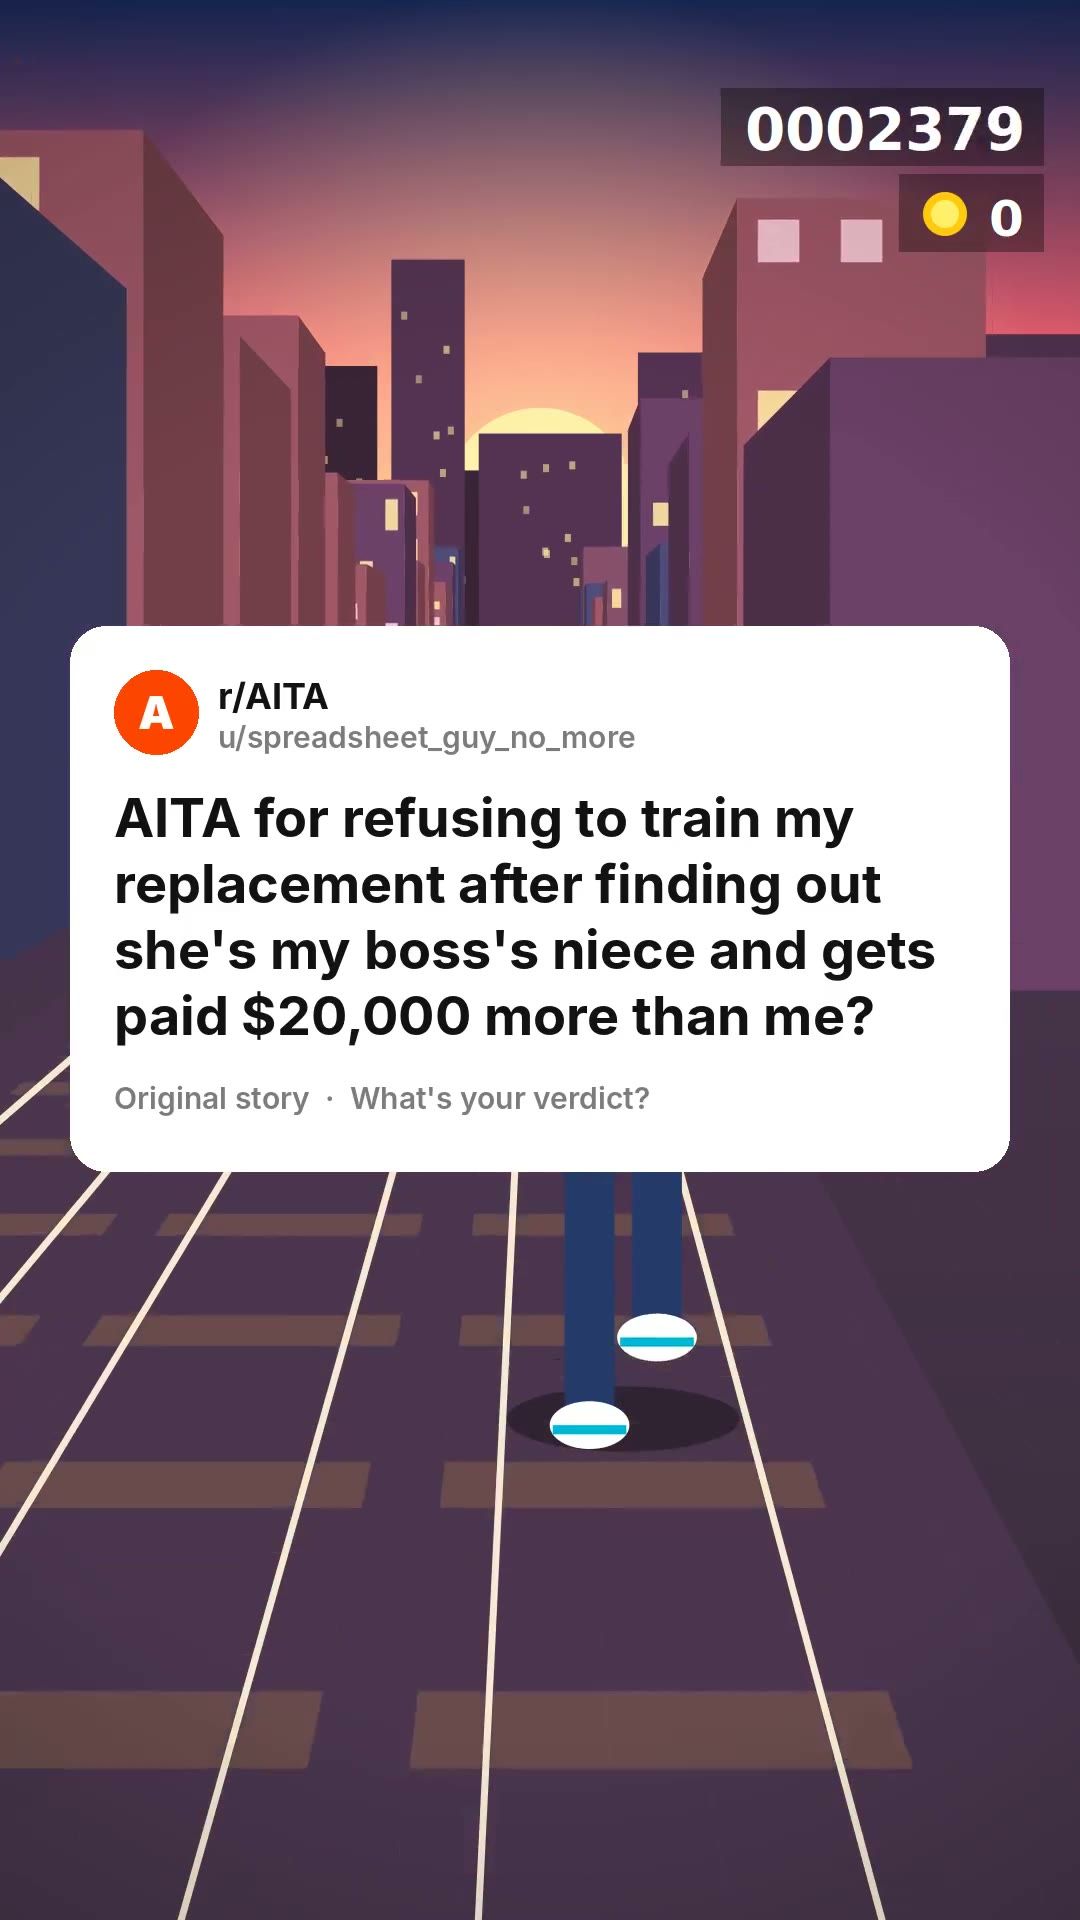 0002379
0
A
r/AITA
u/spreadsheet_guy_no_more
AITA for refusing to train my
replacement after finding out
she's my boss's niece and gets
paid $20,000 more than me?
Original story · What's your verdict?